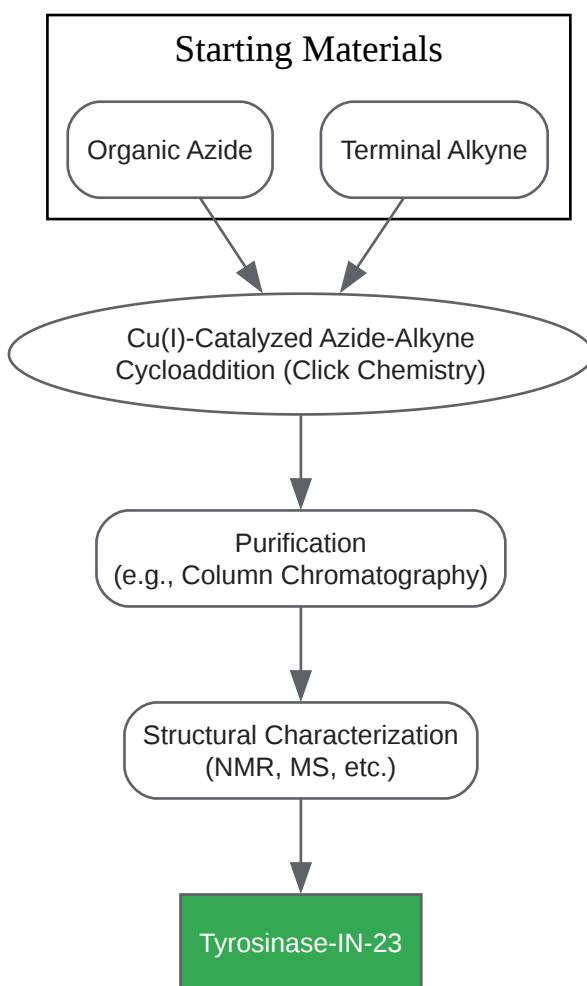 Starting Materials
Organic Azide
Terminal Alkyne
Cu(I)-Catalyzed Azide-Alkyne
Cycloaddition (Click Chemistry)
Purification
(e.g., Column Chromatography)
Structural Characterization
(NMR, MS, etc.)
Tyrosinase-IN-23